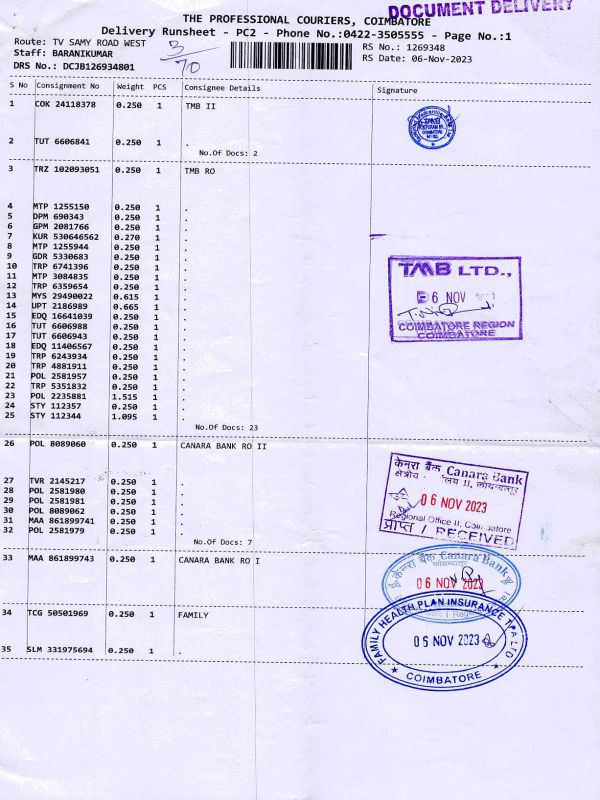 DOCUMENT DELIVERY
THE PROFESSIONAL COURIERS, COIMBATORE
Delivery Runsheet - PC2 - Phone No.:0422-3505555 - Page No.:1
Route: TV SAMY ROAD WEST
RS No.: 1269348
Staff: BARANIKUMAR
RS Date: 06-Nov-2023
DRS No.: DCJB126934801
3/70
S No Consignment No Weight PCS Consignee Details Signature
1 COK 24118378 0.250 1 TMB II
2 TUT 6606841 0.250 1 .
No.Of Docs: 2
3 TRZ 102093051 0.250 1 TMB RO
4 MTP 1255150 0.250 1 .
5 DPM 690343 0.250 1 .
6 GPM 2081766 0.250 1 .
7 KUR 530646562 0.270 1 .
8 MTP 1255944 0.250 1 .
9 GDR 5330683 0.250 1 .
10 TRP 6741396 0.250 1 .
11 MTP 3084835 0.250 1 .
12 TRP 6359654 0.250 1 .
13 MYS 29490022 0.615 1 .
14 UPT 2186989 0.665 1 .
15 EDQ 16641039 0.250 1 .
16 TUT 6606988 0.250 1 .
17 TUT 6606943 0.250 1 .
18 EDQ 11406567 0.250 1 .
19 TRP 6243934 0.250 1 .
20 TRP 4881911 0.250 1 .
21 POL 2581957 0.250 1 .
22 TRP 5351832 0.250 1 .
23 POL 2235881 1.515 1 .
24 STY 112357 0.250 1 .
25 STY 112344 1.095 1 .
No.Of Docs: 23
TMB LTD.,
6 NOV
COIMBATORE REGION
COIMBATORE
26 POL 8089060 0.250 1 CANARA BANK RO II
27 TVR 2145217 0.250 1 .
28 POL 2581980 0.250 1 .
29 POL 2581981 0.250 1 .
30 POL 8089062 0.250 1 .
31 MAA 861899741 0.250 1 .
32 POL 2581979 0.250 1 .
No.Of Docs: 7
केनरा बैंक Canara Bank
06 NOV 2023
Regional Office II, Coimbatore
प्राप्त / RECEIVED
33 MAA 861899743 0.250 1 CANARA BANK RO I
केनरा बैंक Canara Bank
06 NOV 2023
34 TCG 50501969 0.250 1 FAMILY
35 SLM 331975694 0.250 1 .
FAMILY HEALTH PLAN INSURANCE TPA LTD
06 NOV 2023
COIMBATORE